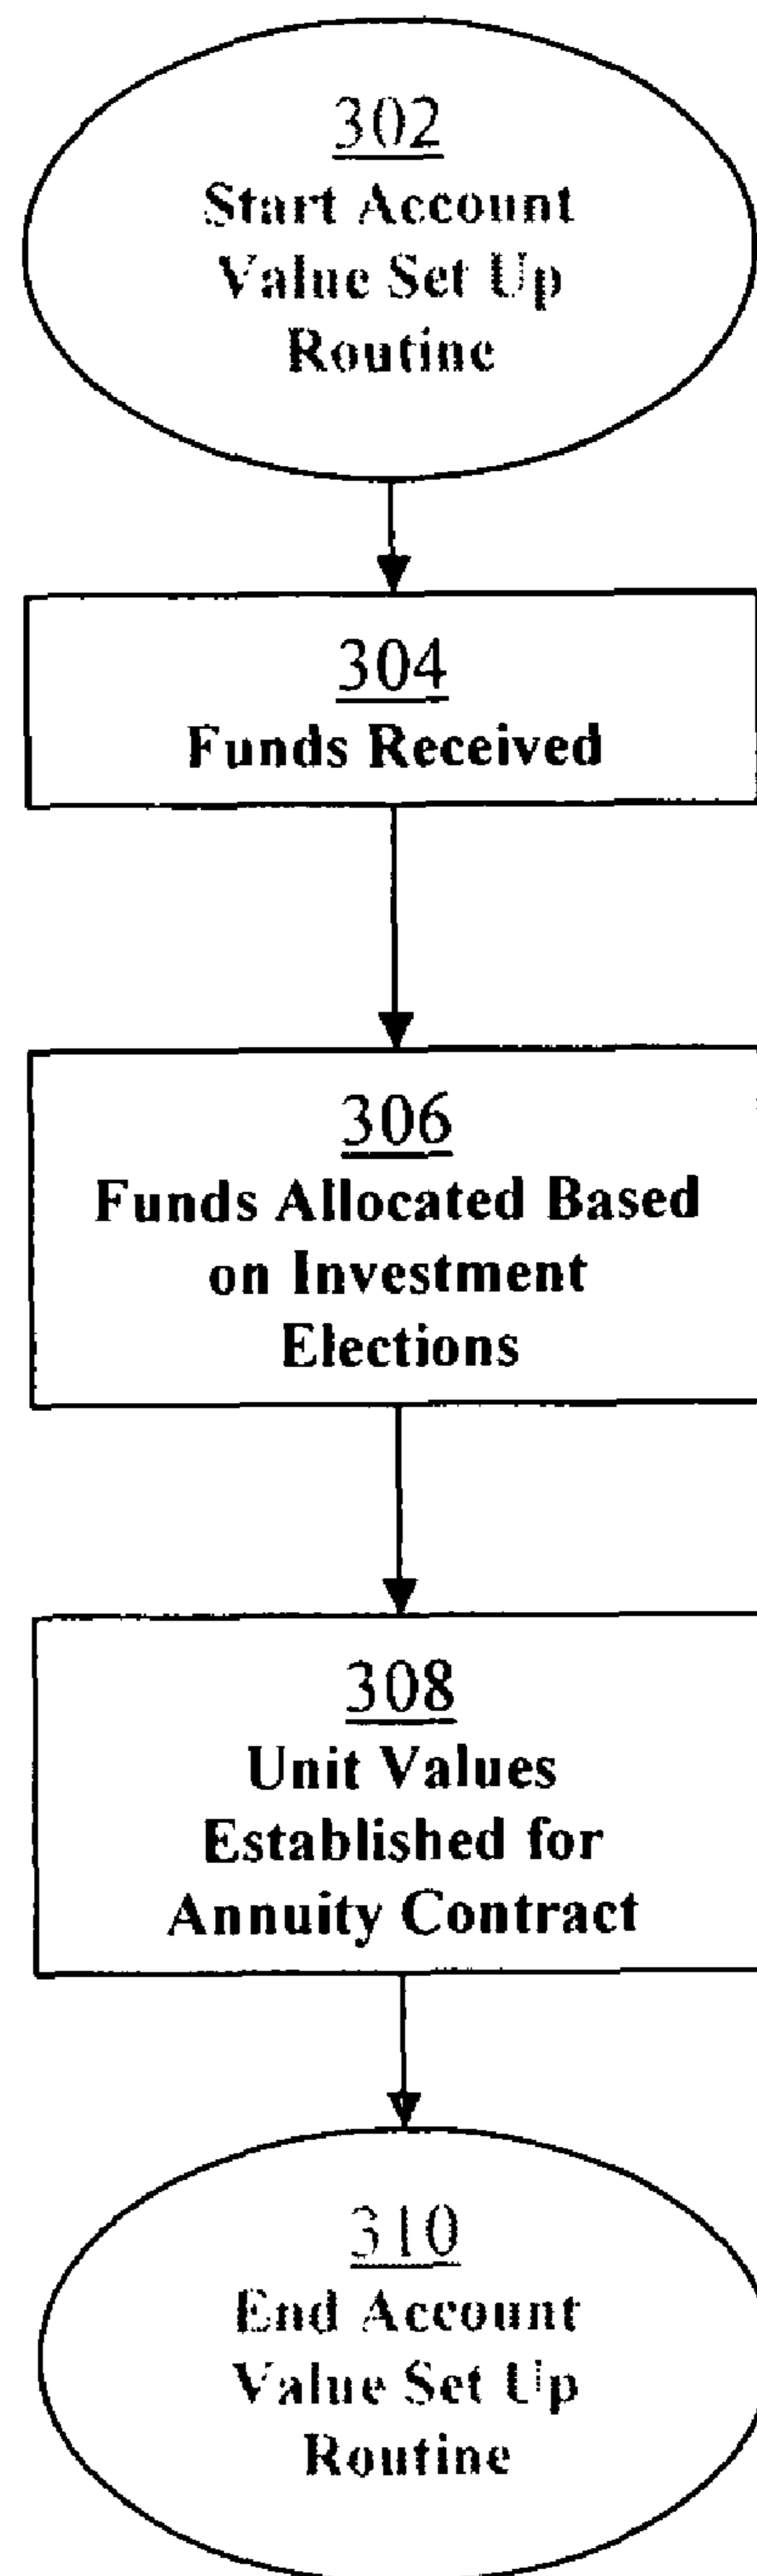 302
Start Account
Value Set Up
Routine
304
Funds Received
306
Funds Allocated Based
on Investment
Elections
308
Unit Values
Established for
Annuity Contract
310
End Account
Value Set Up
Routine